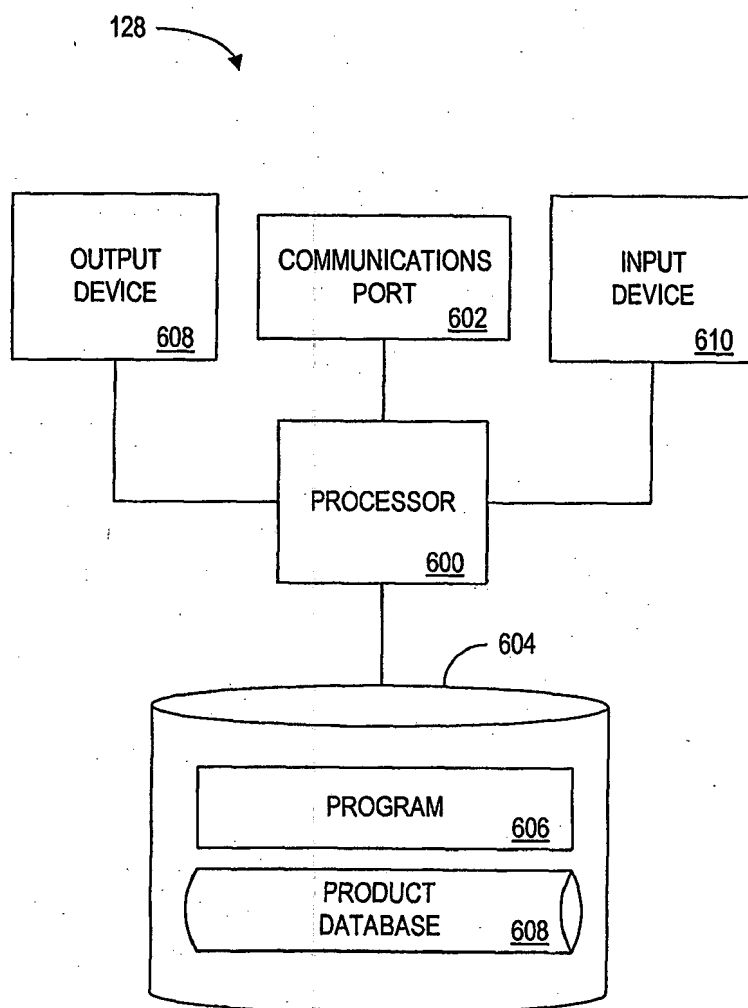 128
OUTPUT
DEVICE
608
COMMUNICATIONS
PORT
602
INPUT
DEVICE
610
PROCESSOR
600
604
PROGRAM
606
PRODUCT
DATABASE
608